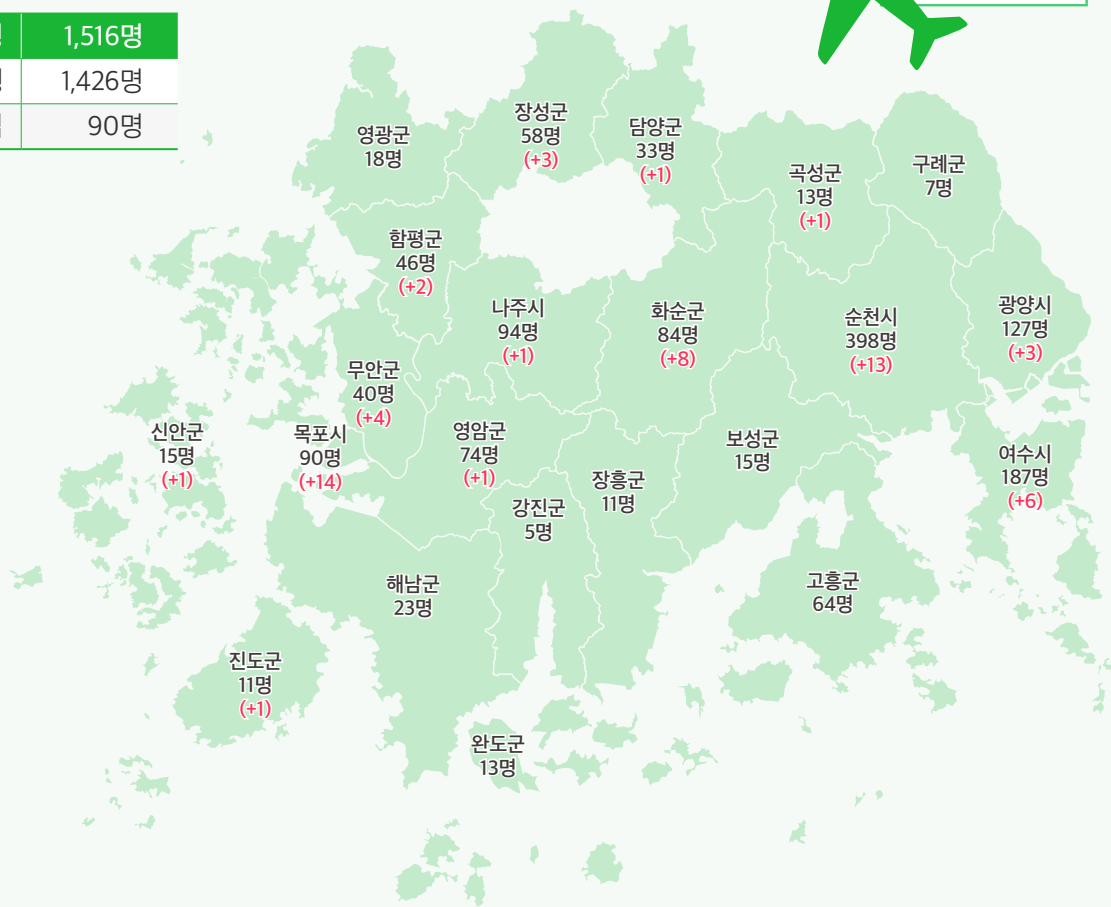 1,516명
1,426명
90명
장성군
58명
(+3)
담양군
33명
(+1)
영광군
18명
곡성군
13명
(+1)
구례군
7명
함평군
46명
(+2)
나주시
94명
(+1)
화순군
84명
(+8)
순천시
398명
(+13)
광양시
127명
(+3)
무안군
40명
(+4)
신안군
15명
(+1)
목포시
90명
(+14)
영암군
74명
(+1)
보성군
15명
여수시
187명
(+6)
장흥군
11명
강진군
5명
해남군
23명
고흥군
64명
진도군
11명
(+1)
완도군
13명